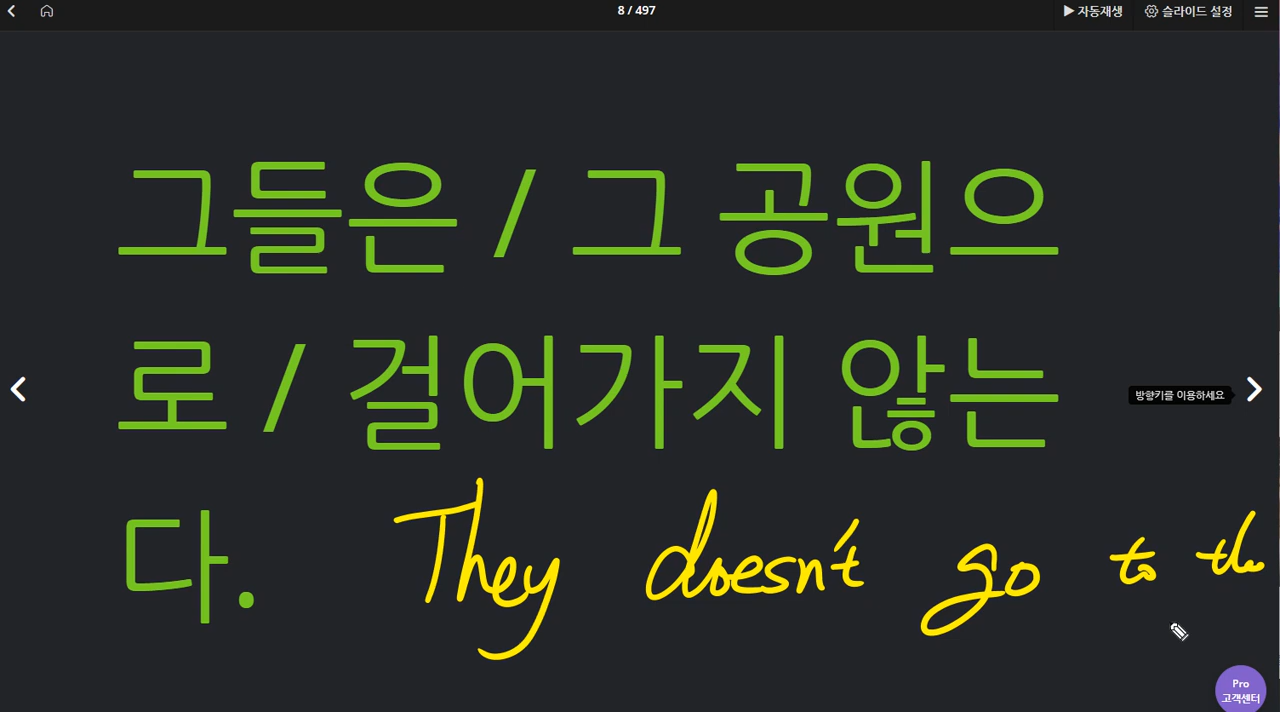 8 / 497
▶ 자동재생
슬라이드 설정
그들은 / 그 공원으
로 / 걸어가지 않는
방향키를 이용하세요
다. They doesn't go to the
Pro
고객센터